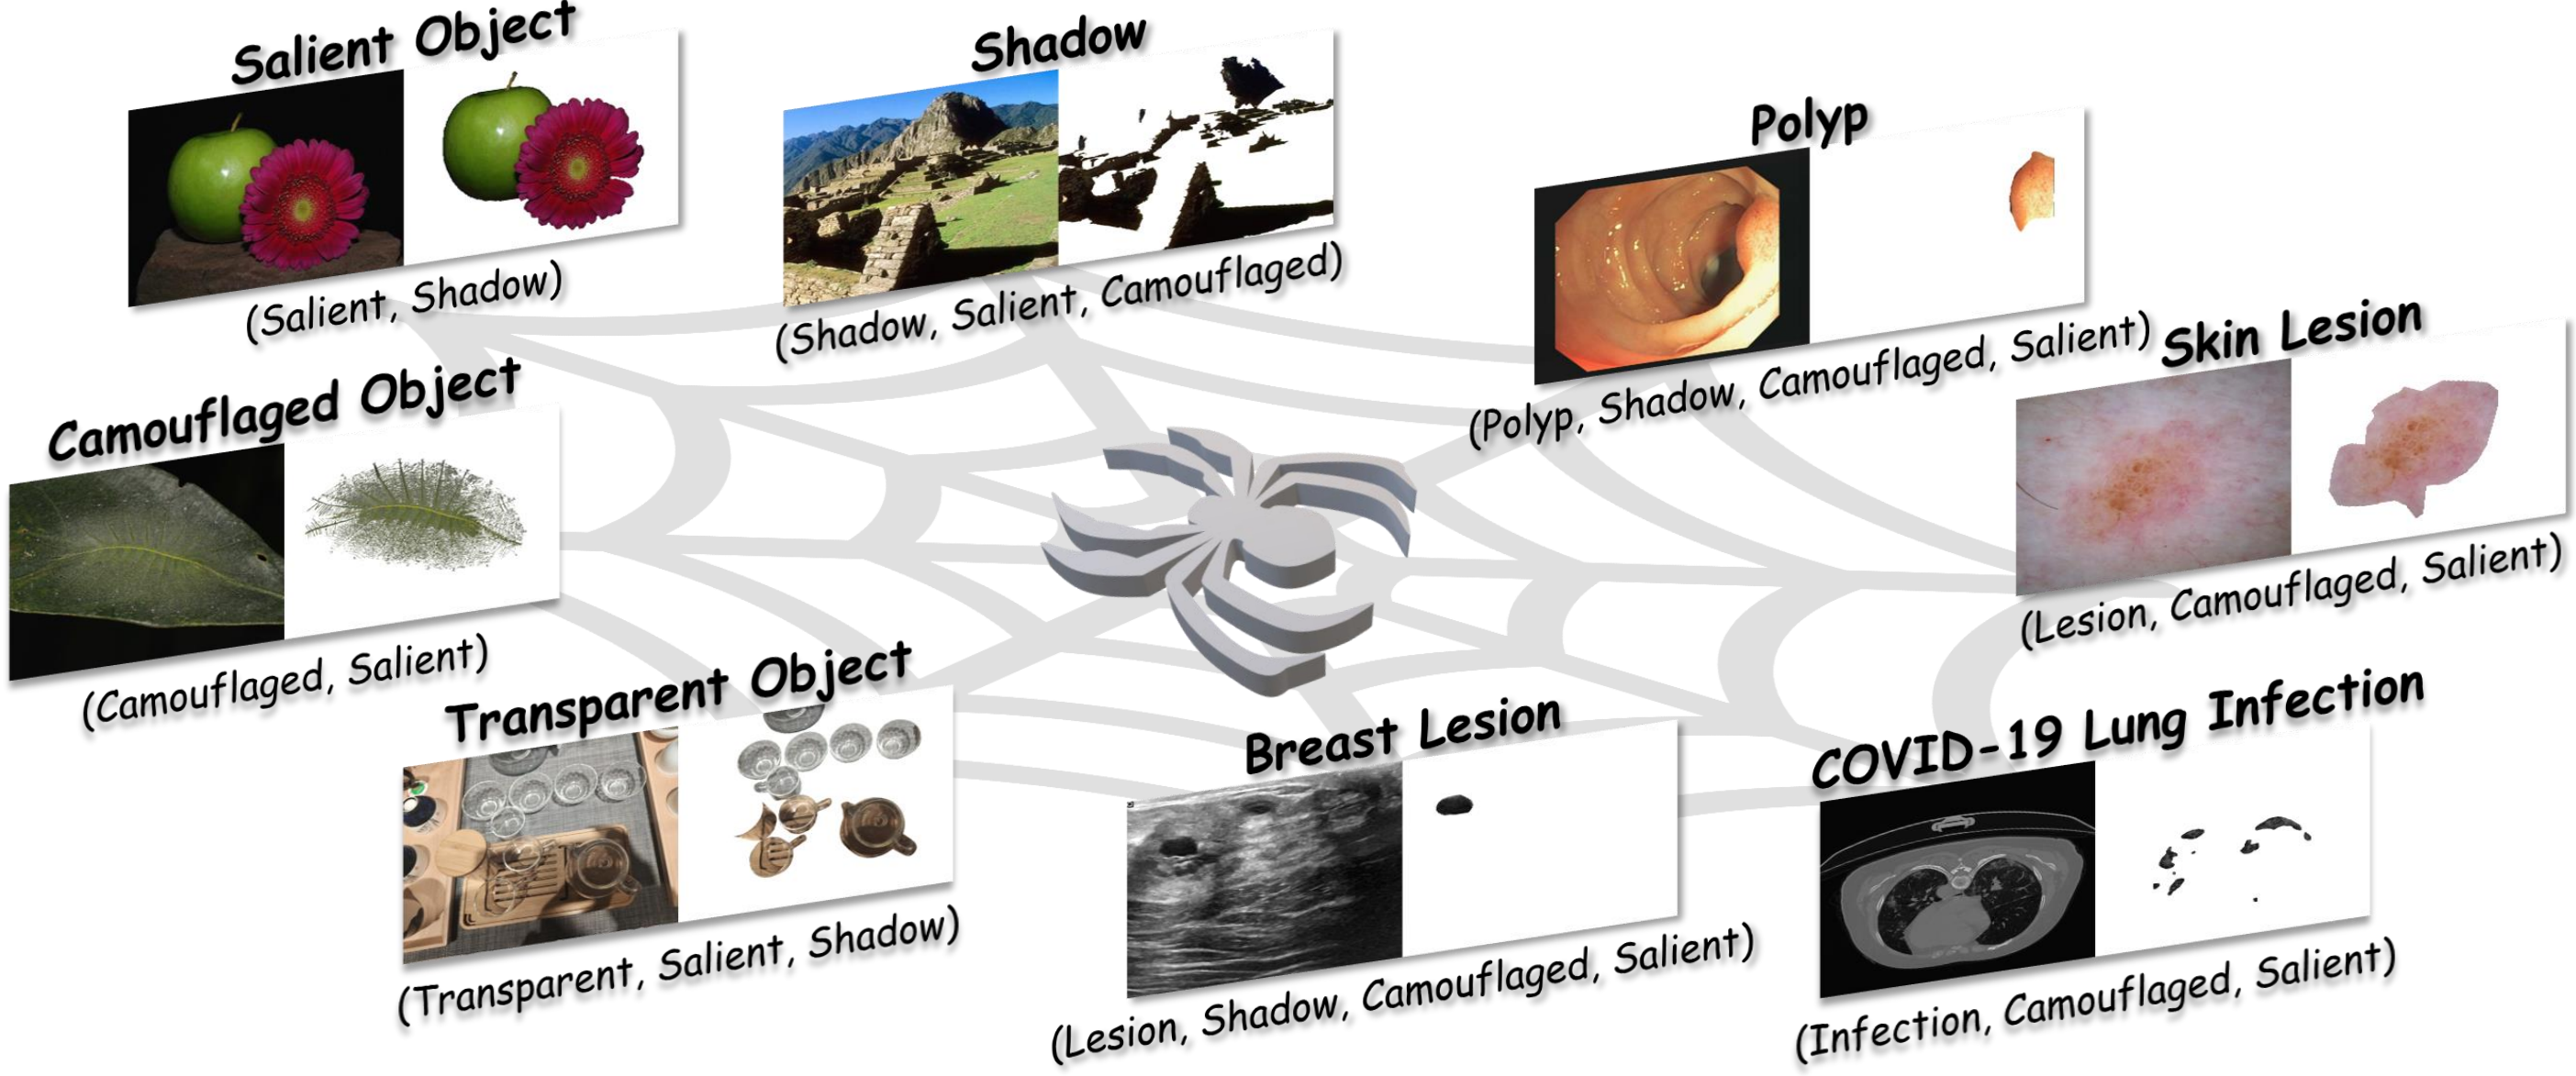 Salient Object
(Salient, Shadow)
Shadow
(Shadow, Salient, Camouflaged)
Polyp
(Polyp, Shadow, Camouflaged, Salient)
Skin Lesion
(Lesion, Camouflaged, Salient)
Camouflaged Object
(Camouflaged, Salient)
Transparent Object
(Transparent, Salient, Shadow)
Breast Lesion
(Lesion, Shadow, Camouflaged, Salient)
COVID-19 Lung Infection
(Infection, Camouflaged, Salient)